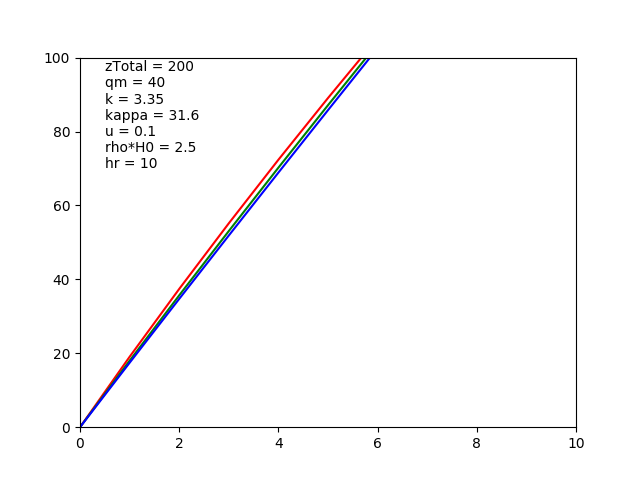 100
80
60
40
20
0
zTotal = 200
qm = 40
k = 3.35
kappa = 31.6
u = 0.1
rho*H0 = 2.5
hr = 10
0 2 4 6 8 10